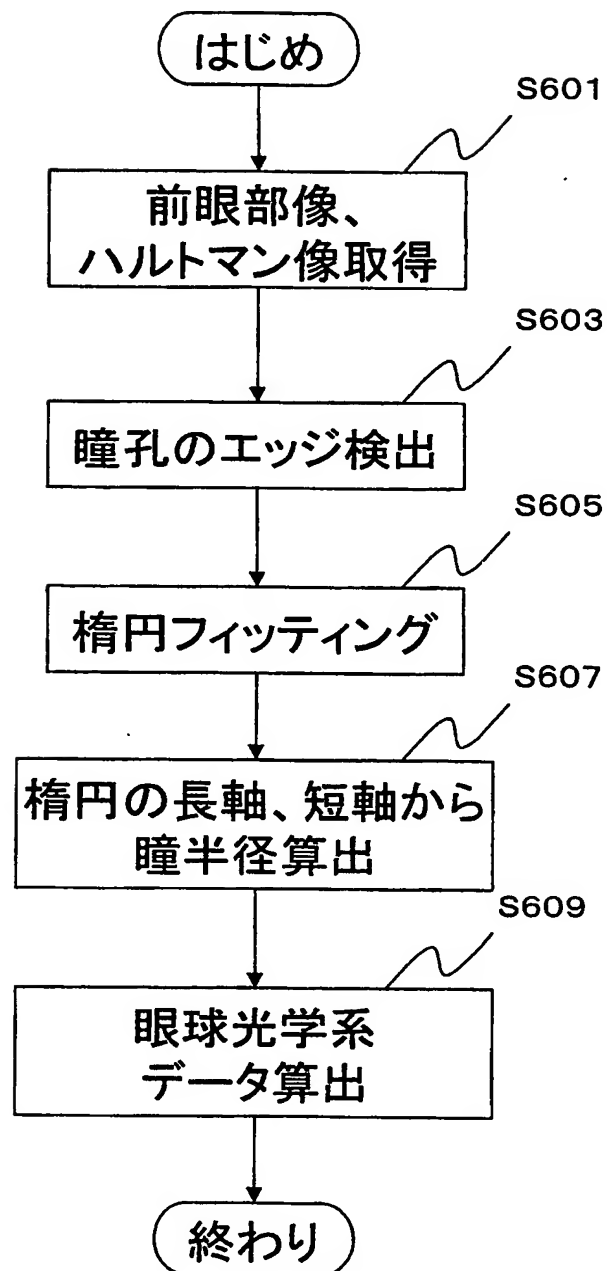 はじめ
S601
前眼部像、
ハルトマン像取得
S603
瞳孔のエッジ検出
S605
楕円フィッティング
S607
楕円の長軸、短軸から
瞳半径算出
S609
眼球光学系
データ算出
終わり